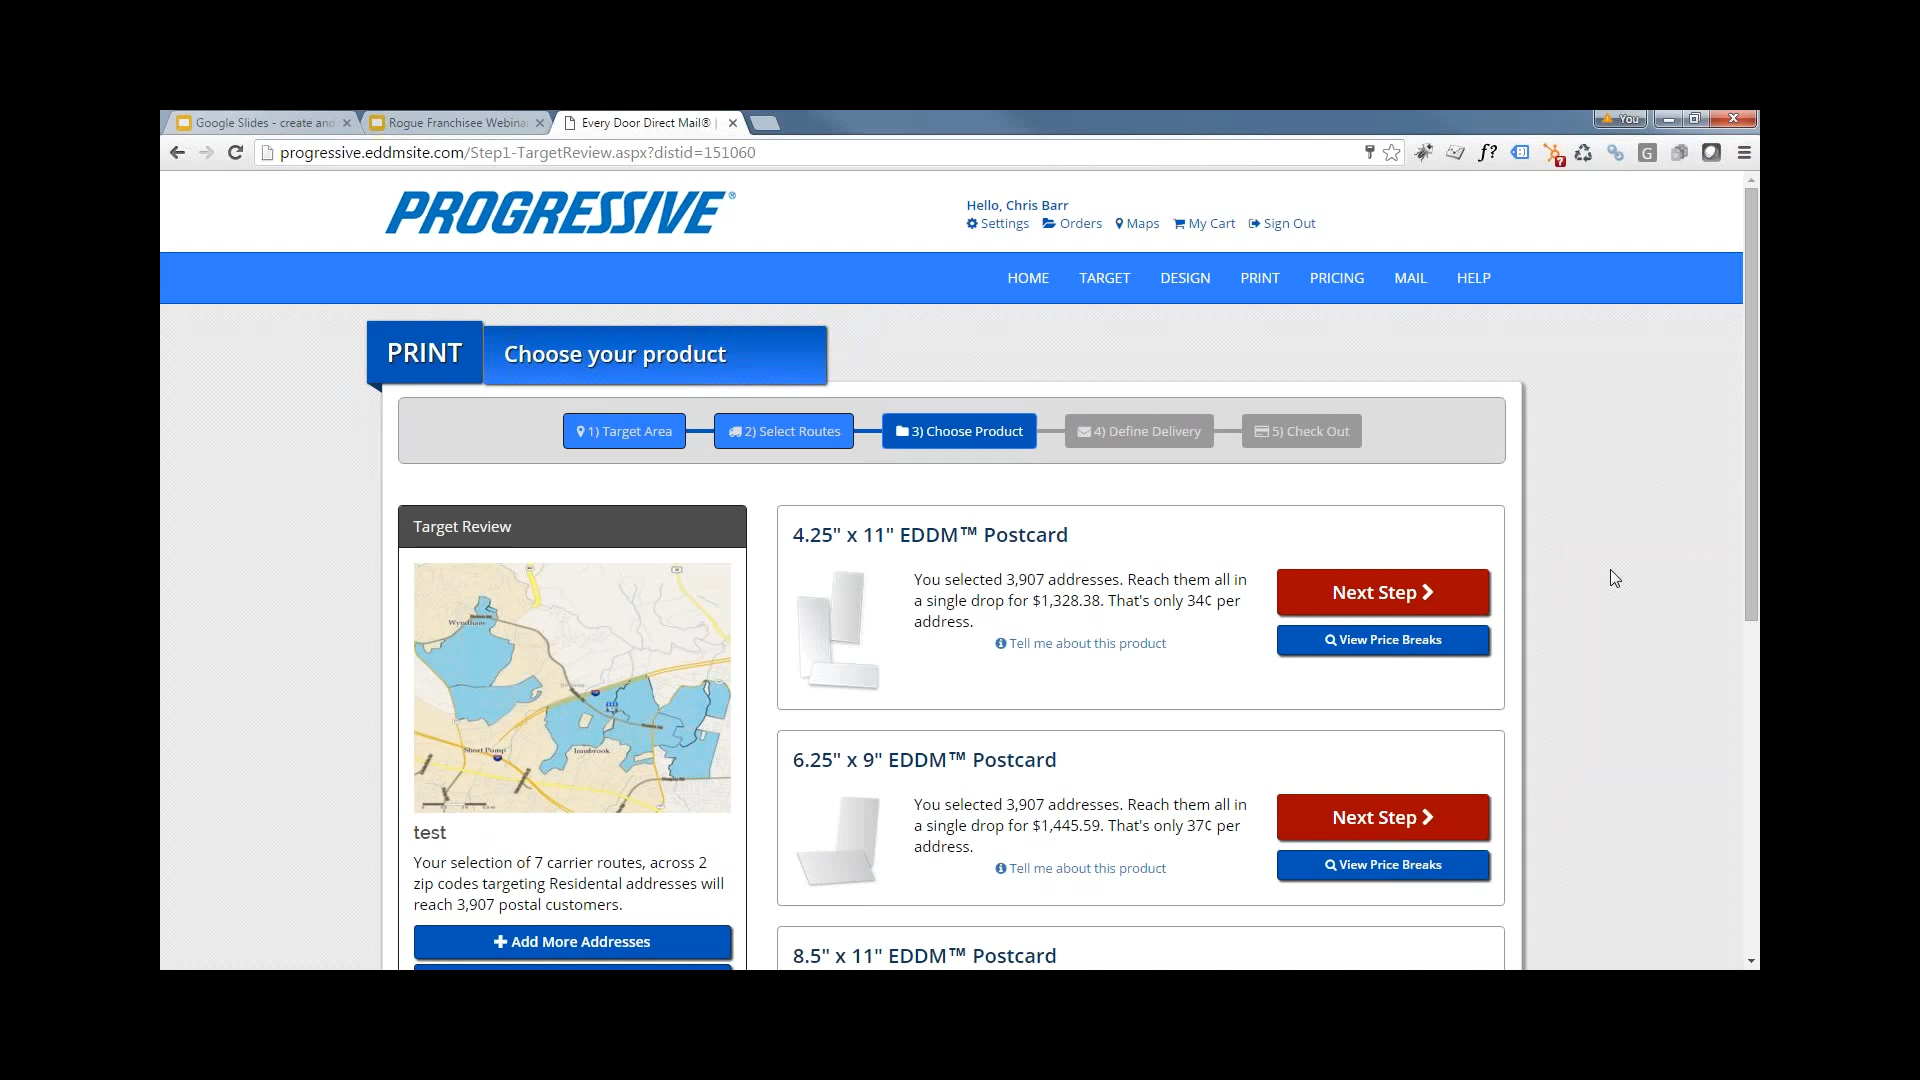 Google Slides - create and
Rogue Franchisee Webina
Every Door Direct Mail® |
You
progressive.eddmsite.com/Step1-TargetReview.aspx?distid=151060
PROGRESSIVE®
Hello, Chris Barr
Settings Orders Maps My Cart Sign Out
HOME TARGET DESIGN PRINT PRICING MAIL HELP
PRINT Choose your product
1) Target Area 2) Select Routes 3) Choose Product 4) Define Delivery 5) Check Out
Target Review
Wyndham
Short Pump
Innsbrook
test
Your selection of 7 carrier routes, across 2
zip codes targeting Residental addresses will
reach 3,907 postal customers.
Add More Addresses
4.25" x 11" EDDM™ Postcard
You selected 3,907 addresses. Reach them all in
a single drop for $1,328.38. That's only 34¢ per
address.
Tell me about this product
Next Step
View Price Breaks
6.25" x 9" EDDM™ Postcard
You selected 3,907 addresses. Reach them all in
a single drop for $1,445.59. That's only 37¢ per
address.
Tell me about this product
Next Step
View Price Breaks
8.5" x 11" EDDM™ Postcard